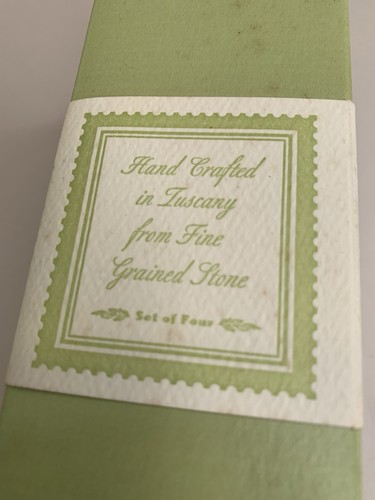 Hand Crafted
in Tuscany
from Fine
Grained Stone
Set of Four